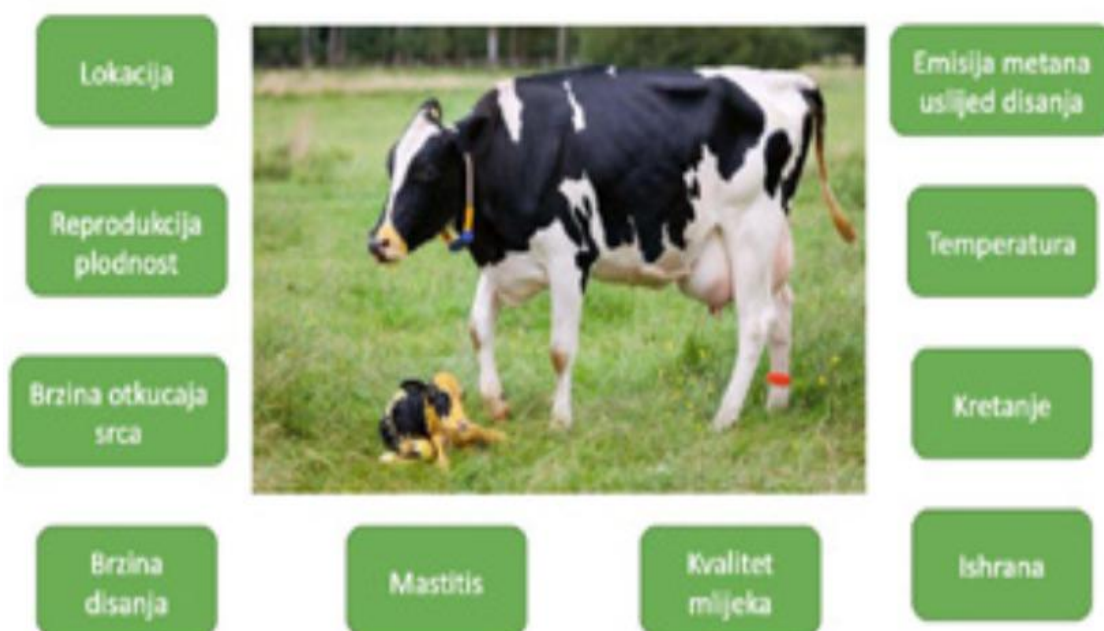 Lokacija
Emisija metana
uslijed disanja
Reprodukcija
plodnost
Temperatura
Brzina otkucaja
srca
Kretanje
Brzina
disanja
Mastitis
Kvalitet
mlijeka
Ishrana